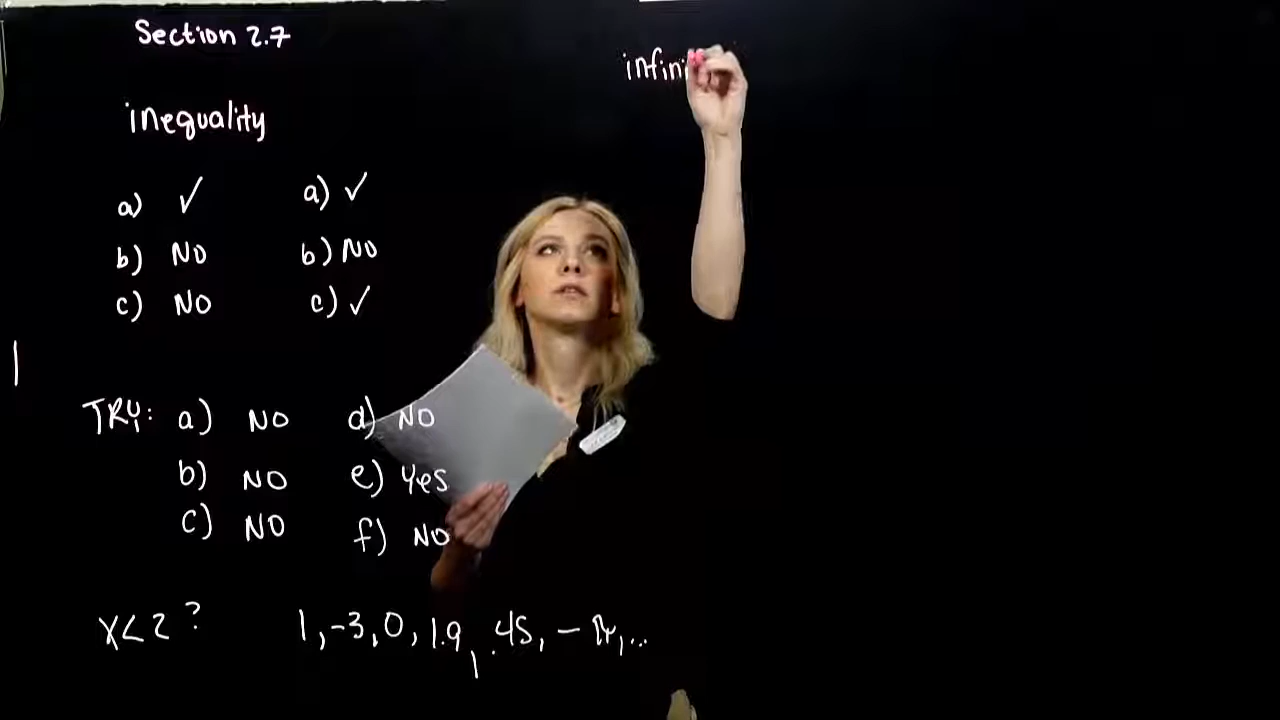 Section 2.7
infini
inequality
a) ✓ a) ✓
b) NO b) NO
c) NO c) ✓
TRY: a) NO d) NO
b) NO e) Yes
c) NO f) NO
x<2 ? 1, -3, 0, 1.9, .45, -